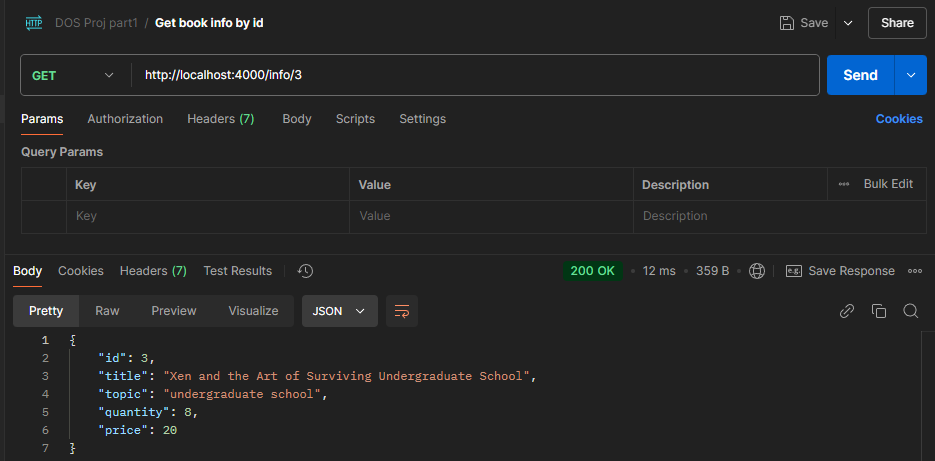 HTTP DOS Proj part1 / Get book info by id Save Share
GET http://localhost:4000/info/3 Send
Params Authorization Headers (7) Body Scripts Settings Cookies
Query Params
Key Value Description Bulk Edit
Key Value Description
Body Cookies Headers (7) Test Results 200 OK 12 ms 359 B e.g. Save Response
Pretty Raw Preview Visualize JSON
1 {
2 "id": 3,
3 "title": "Xen and the Art of Surviving Undergraduate School",
4 "topic": "undergraduate school",
5 "quantity": 8,
6 "price": 20
7 }